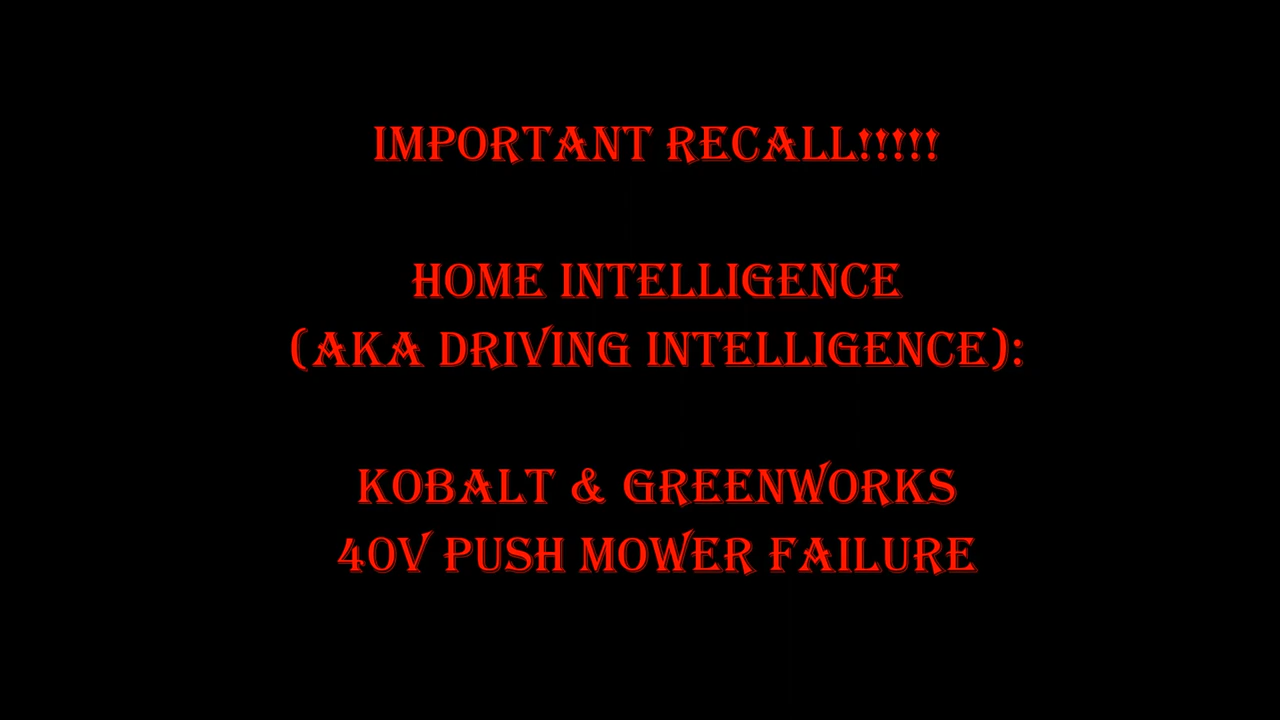 IMPORTANT RECALL!!!!!
HOME INTELLIGENCE
(AKA DRIVING INTELLIGENCE):
KOBALT & GREENWORKS
40V PUSH MOWER FAILURE